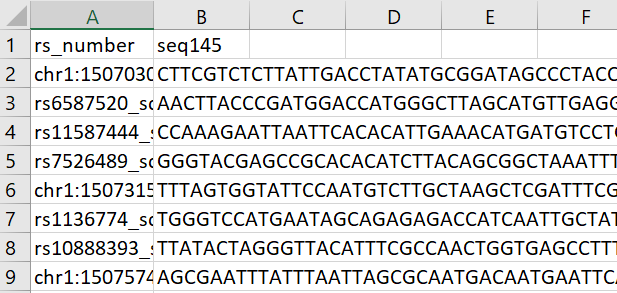 A B C D E F
1 rs_number seq145
2 chr1:1507030 CTTCGTCTCTTATTGACCTATATGCGGATAGCCCTACC
3 rs6587520_sc AACTTACCCGATGGACCATGGGCTTAGCATGTTGAGG
4 rs11587444_s CCAAAGAATTAATTCACACATTGAAACATGATGTCCTG
5 rs7526489_sc GGGTACGAGCCGCACACATCTTACAGCGGCTAAATTT
6 chr1:1507315 TTTAGTGGTATTCCAATGTCTTGCTAAGCTCGATTTCG
7 rs1136774_sc TGGGTCCATGAATAGCAGAGAGACCATCAATTGCTAT
8 rs10888393_s TTATACTAGGGTTACATTTCGCCAACTGGTGAGCCTTT
9 chr1:1507574 AGCGAATTTATTTAATTAGCGCAATGACAATGAATTCA